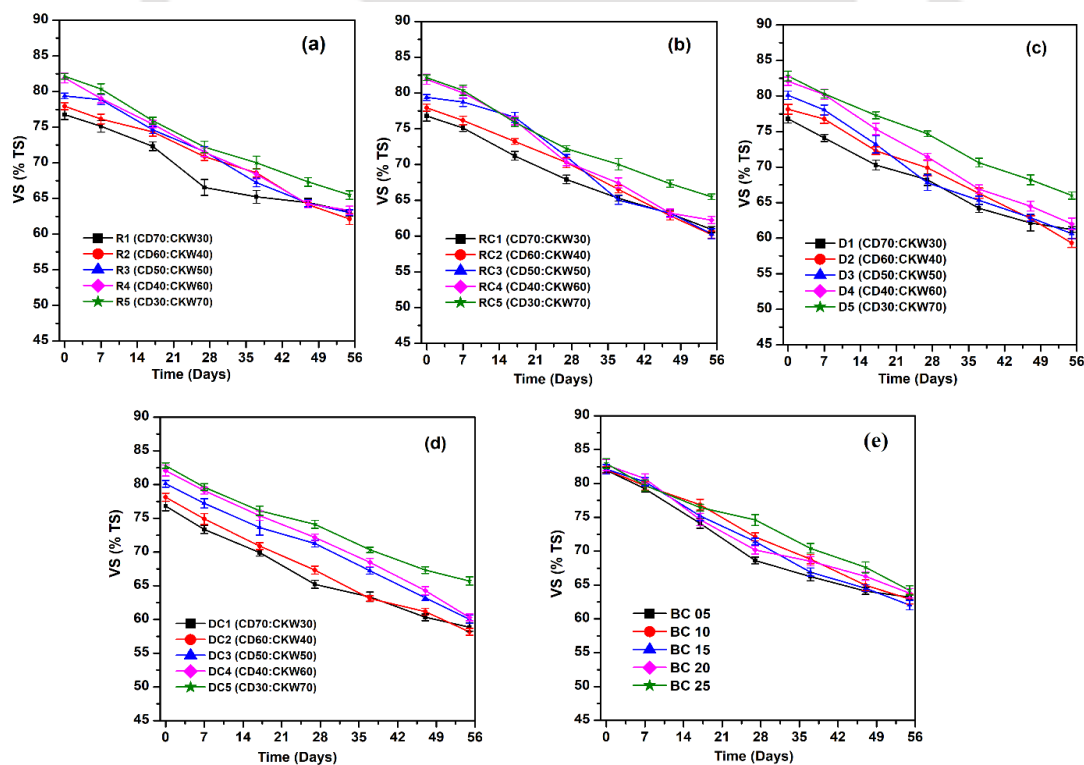 (a)
VS (% TS)
90
85
80
75
70
65
60
55
50
45
R1 (CD70:CKW30)
R2 (CD60:CKW40)
R3 (CD50:CKW50)
R4 (CD40:CKW60)
R5 (CD30:CKW70)
0 7 14 21 28 35 42 49 56
Time (Days)
(b)
VS (% TS)
90
85
80
75
70
65
60
55
50
45
RC1 (CD70:CKW30)
RC2 (CD60:CKW40)
RC3 (CD50:CKW50)
RC4 (CD40:CKW60)
RC5 (CD30:CKW70)
0 7 14 21 28 35 42 49 56
Time (Days)
(c)
VS (% TS)
90
85
80
75
70
65
60
55
50
45
D1 (CD70:CKW30)
D2 (CD60:CKW40)
D3 (CD50:CKW50)
D4 (CD40:CKW60)
D5 (CD30:CKW70)
0 7 14 21 28 35 42 49 56
Time (Days)
(d)
VS (% TS)
90
85
80
75
70
65
60
55
50
45
DC1 (CD70:CKW30)
DC2 (CD60:CKW40)
DC3 (CD50:CKW50)
DC4 (CD40:CKW60)
DC5 (CD30:CKW70)
0 7 14 21 28 35 42 49 56
Time (Days)
(e)
VS (% TS)
90
85
80
75
70
65
60
55
50
45
BC 05
BC 10
BC 15
BC 20
BC 25
0 7 14 21 28 35 42 49 56
Time (Days)